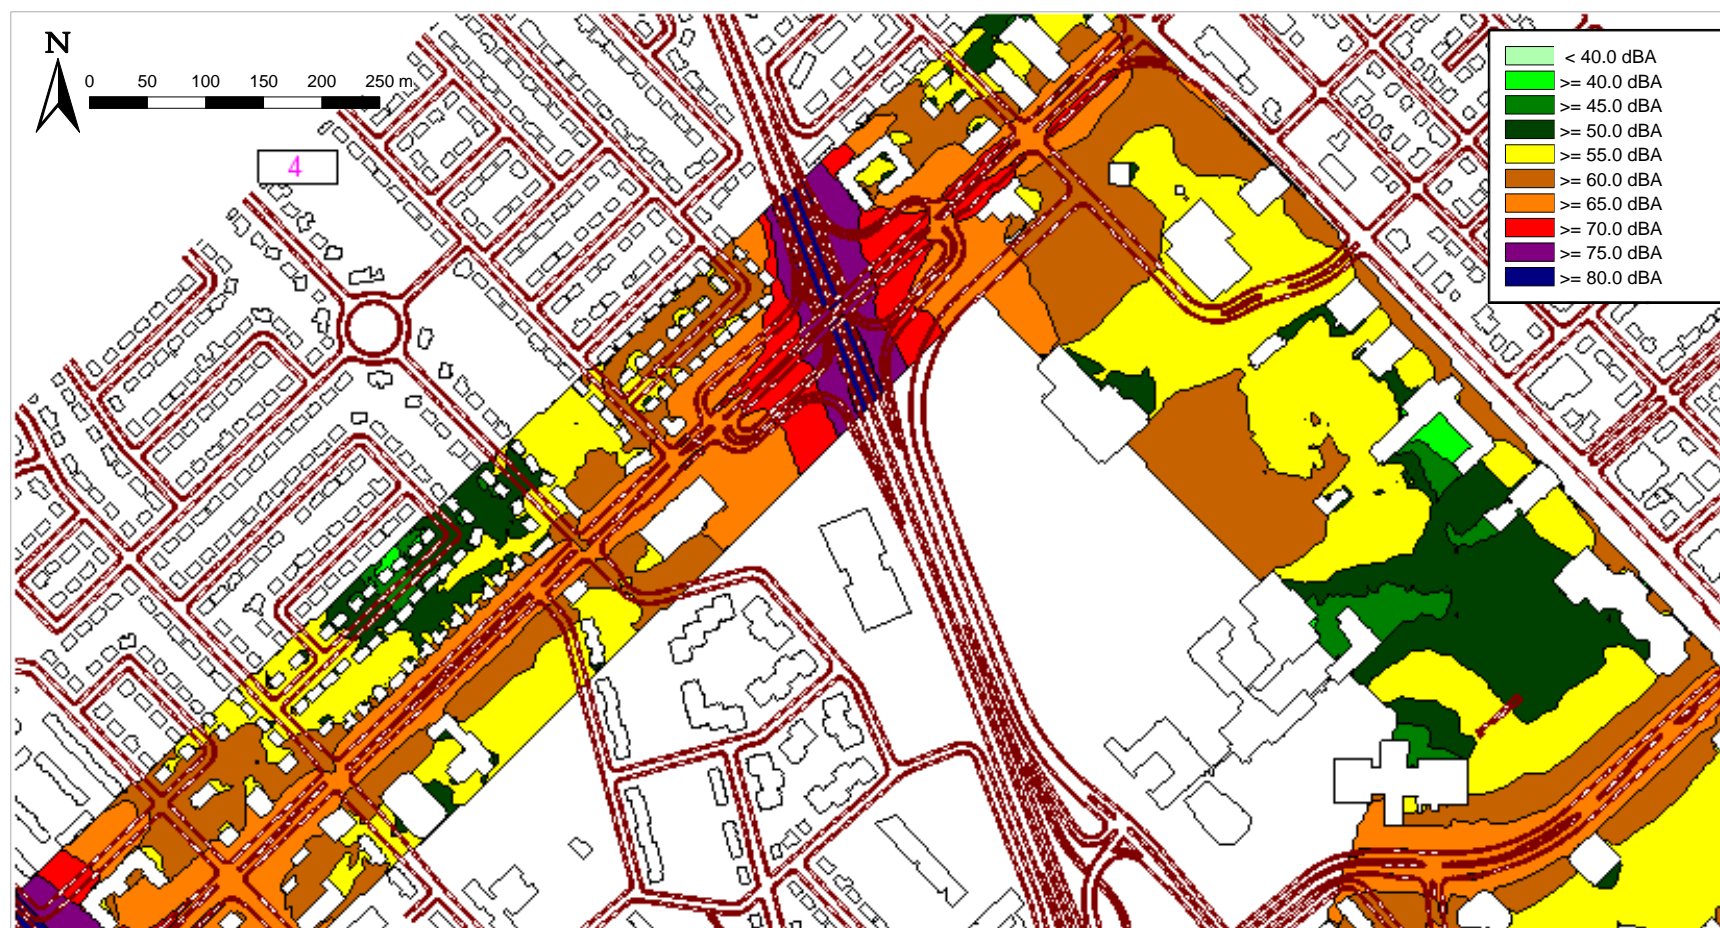 N
0 50 100 150 200 250 m
4
< 40.0 dBA
>= 40.0 dBA
>= 45.0 dBA
>= 50.0 dBA
>= 55.0 dBA
>= 60.0 dBA
>= 65.0 dBA
>= 70.0 dBA
>= 75.0 dBA
>= 80.0 dBA